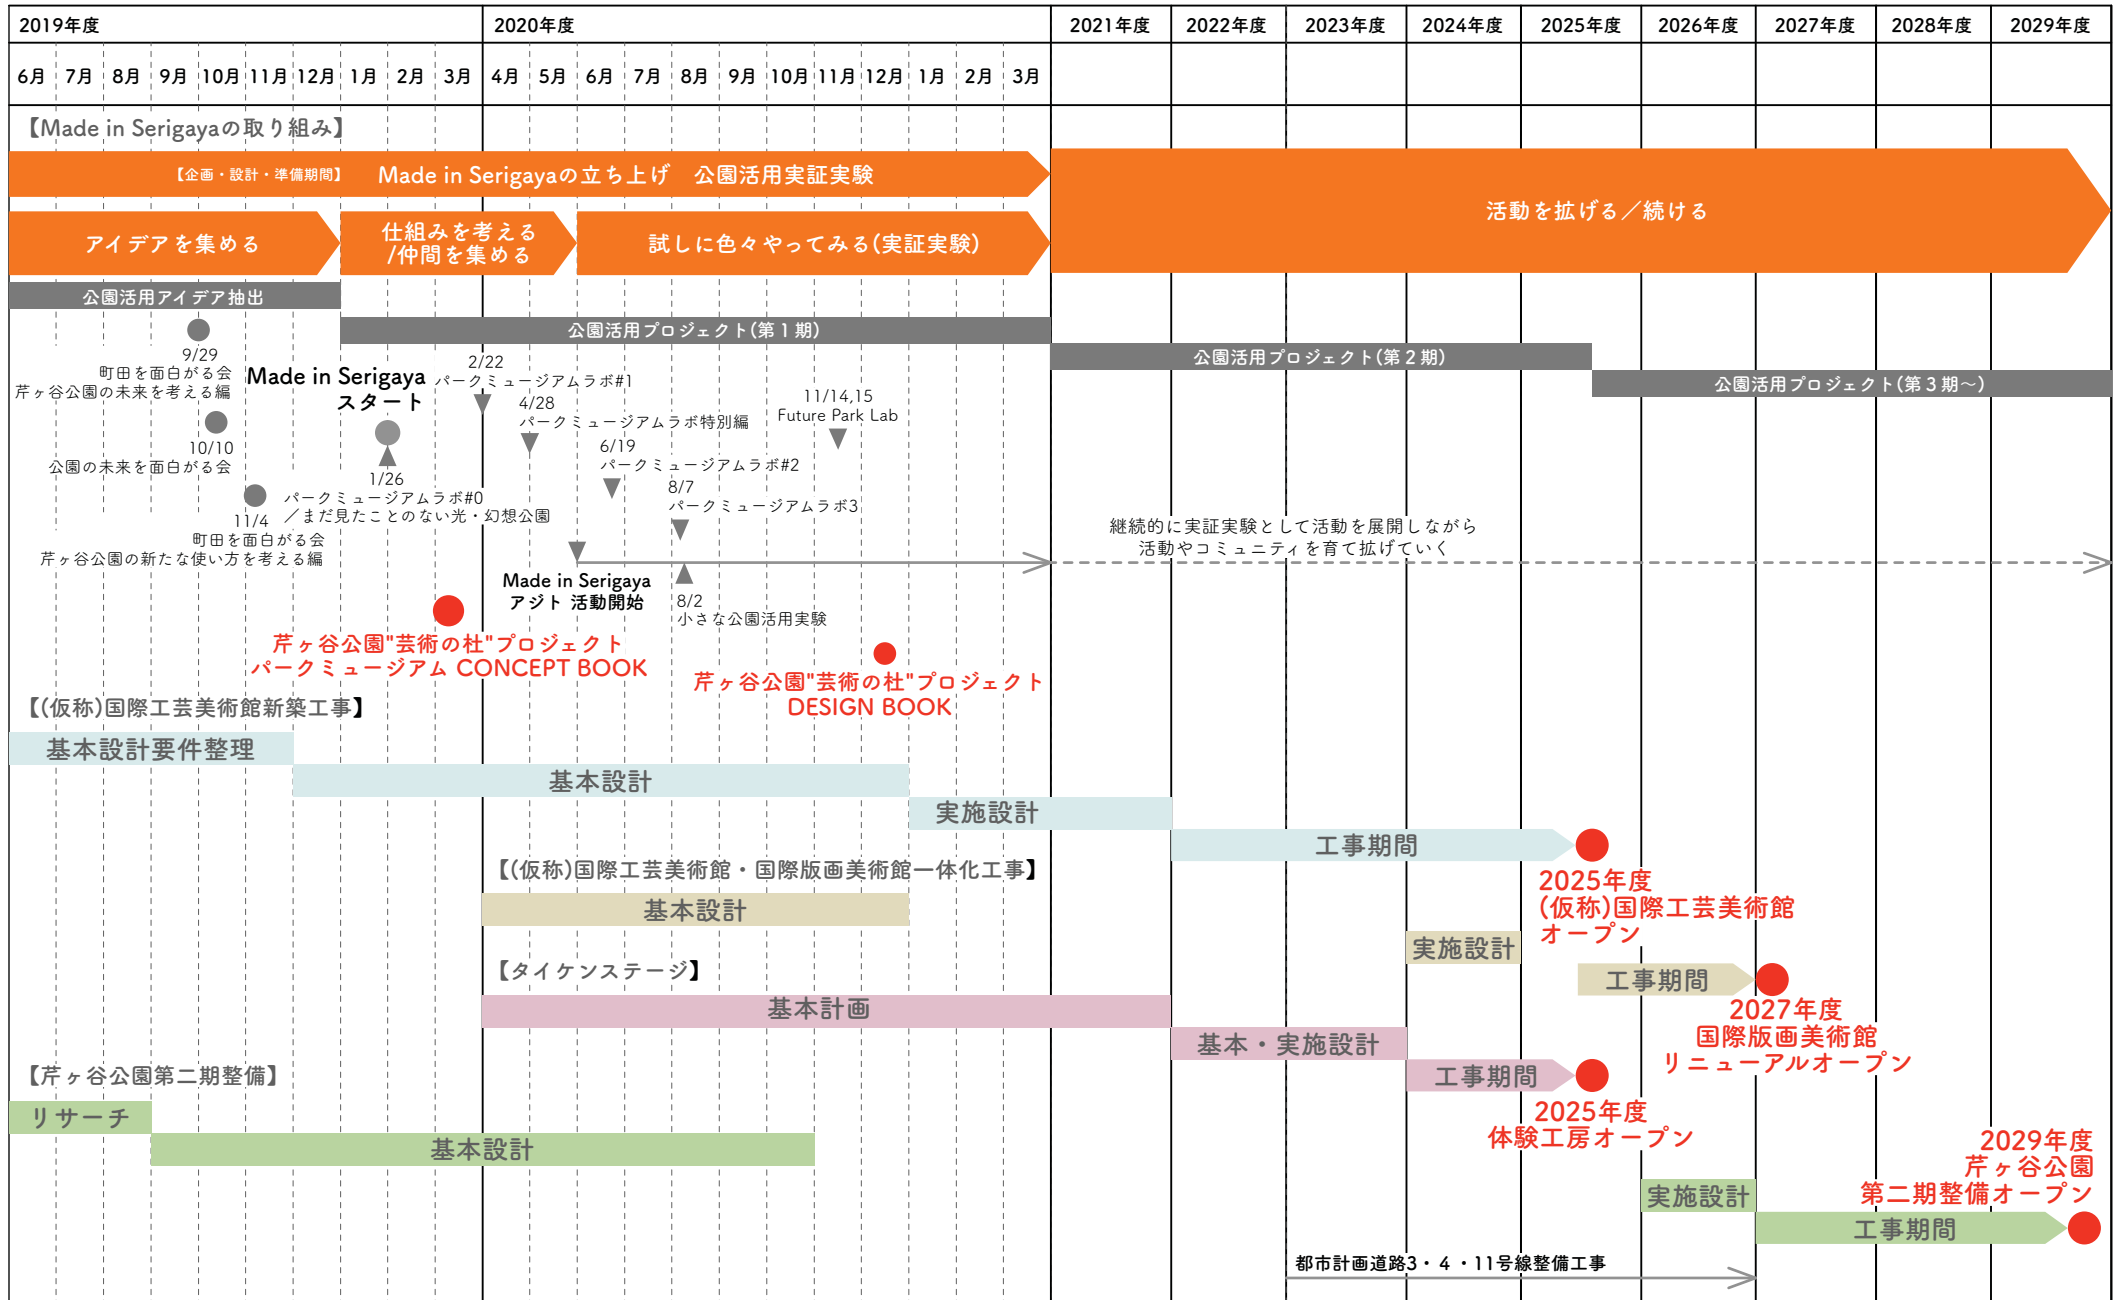 2019年度
2020年度
2021年度
2022年度
2023年度
2024年度
2025年度
2026年度
2027年度
2028年度
2029年度
6月
7月
8月
9月
10月
11月
12月
1月
2月
3月
4月
5月
6月
7月
8月
9月
10月
11月
12月
1月
2月
3月
【Made in Serigayaの取り組み】
【企画・設計・準備期間】 Made in Serigayaの立ち上げ 公園活用実証実験
活動を拡げる／続ける
アイデアを集める
仕組みを考える
/仲間を集める
試しに色々やってみる(実証実験)
公園活用アイデア抽出
公園活用プロジェクト(第１期)
公園活用プロジェクト(第２期)
公園活用プロジェクト(第３期〜)
9/29
町田を面白がる会
芹ヶ谷公園の未来を考える編
10/10
公園の未来を面白がる会
11/4
町田を面白がる会
芹ヶ谷公園の新たな使い方を考える編
Made in Serigaya
スタート
1/26
パークミュージアムラボ#0
／まだ見たことのない光・幻想公園
2/22
パークミュージアムラボ#1
4/28
パークミュージアムラボ特別編
6/19
パークミュージアムラボ#2
8/7
パークミュージアムラボ3
11/14,15
Future Park Lab
Made in Serigaya
アジト 活動開始
8/2
小さな公園活用実験
継続的に実証実験として活動を展開しながら
活動やコミュニティを育て拡げていく
芹ヶ谷公園"芸術の杜"プロジェクト
パークミュージアム CONCEPT BOOK
芹ヶ谷公園"芸術の杜"プロジェクト
DESIGN BOOK
【(仮称)国際工芸美術館新築工事】
基本設計要件整理
基本設計
実施設計
工事期間
2025年度
(仮称)国際工芸美術館
オープン
【(仮称)国際工芸美術館・国際版画美術館一体化工事】
基本設計
実施設計
工事期間
2027年度
国際版画美術館
リニューアルオープン
【タイケンステージ】
基本計画
基本・実施設計
工事期間
2025年度
体験工房オープン
【芹ヶ谷公園第二期整備】
リサーチ
基本設計
実施設計
工事期間
2029年度
芹ヶ谷公園
第二期整備オープン
都市計画道路3・４・11号線整備工事